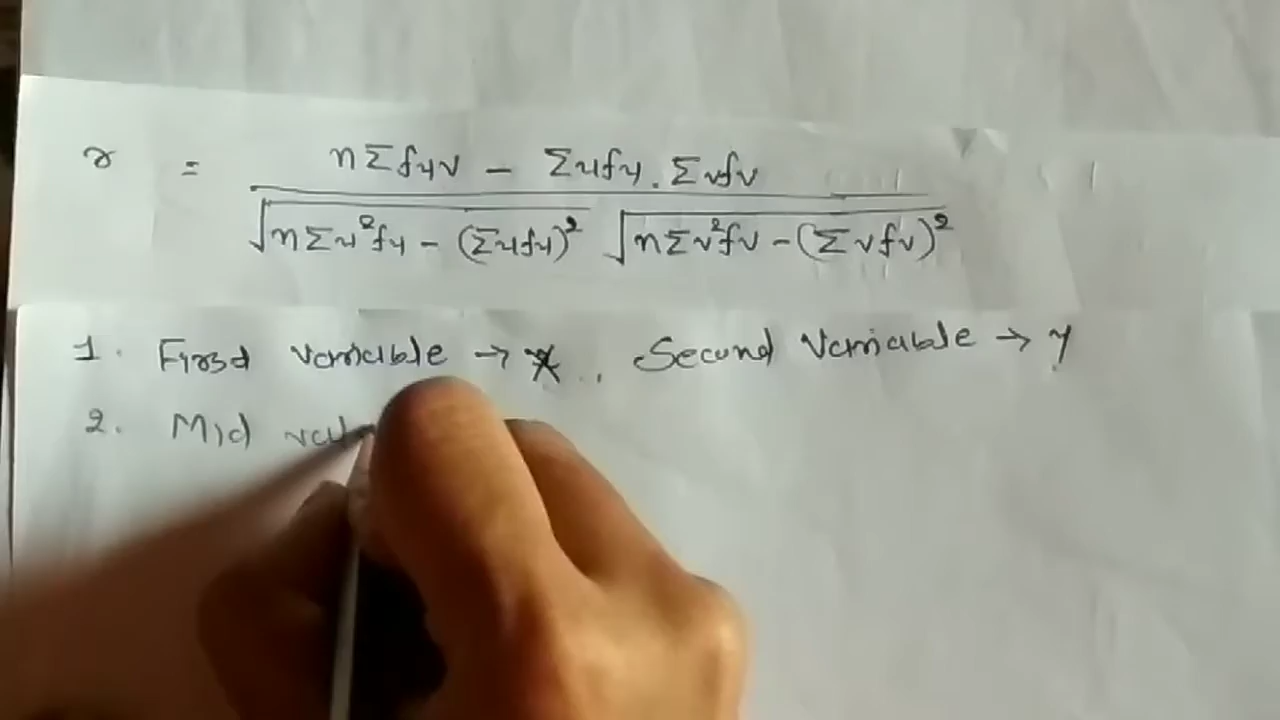 r = nΣfuv - Σufu . Σvfv
√nΣu²fu - (Σufu)² √nΣv²fv - (Σvfv)²
1. First variable → X , Second variable → Y
2. Mid